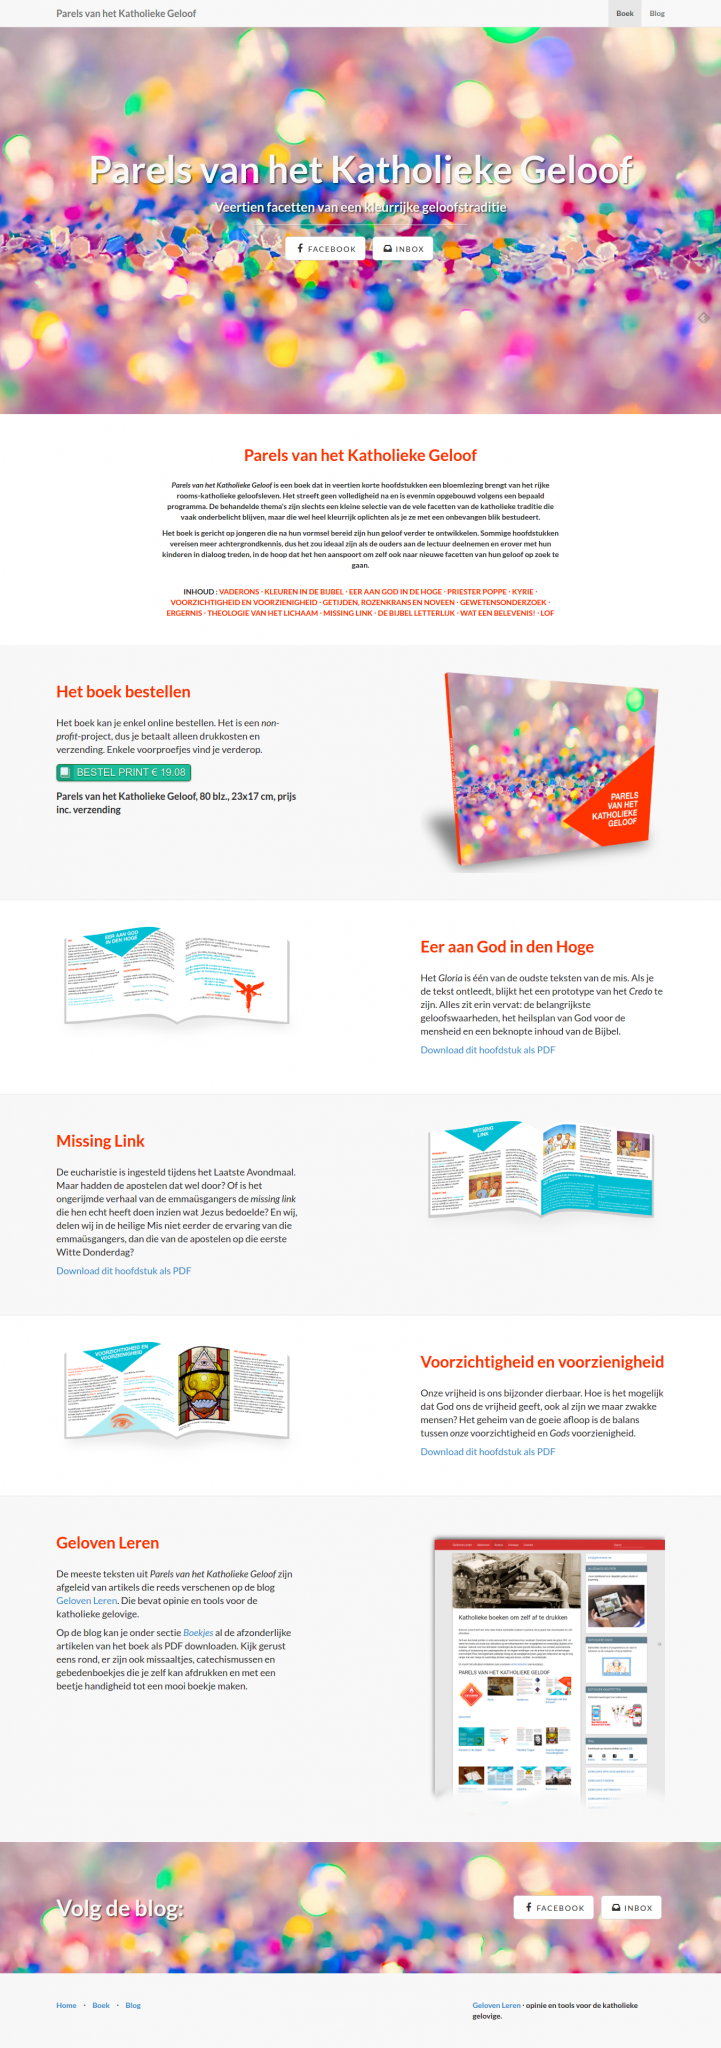 Parels van het Katholieke Geloof
Boek
Blog
Parels van het Katholieke Geloof
Veertien facetten van een kleurrijke geloofstraditie
FACEBOOK
INBOX
Parels van het Katholieke Geloof
Parels van het Katholieke Geloof is een boek dat in veertien korte hoofdstukken een bloemlezing brengt van het rijke
rooms-katholieke geloofsleven. Het streeft geen volledigheid na en is evenmin opgebouwd volgens een bepaald
programma. De behandelde thema's zijn slechts een kleine selectie van de vele facetten van de katholieke traditie die
vaak onderbelicht blijven, maar die wel heel kleurrijk oplichten als je ze met een onbevangen blik bestudeert.
Het boek is gericht op jongeren die na hun vormsel bereid zijn hun geloof verder te ontwikkelen. Sommige hoofdstukken
vereisen meer achtergrondkennis, dus het zou ideaal zijn als de ouders aan de lectuur deelnemen en erover met hun
kinderen in dialoog treden, in de hoop dat het hen aanspoort om zelf ook naar nieuwe facetten van hun geloof op zoek te
gaan.
INHOUD : VADERONS · KLEUREN IN DE BIJBEL · EER AAN GOD IN DE HOGE · PRIESTER POPPE · KYRIE ·
VOORZICHTIGHEID EN VOORZIENIGHEID · GETIJDEN, ROZENKRANS EN NOVEEN · GEWETENSONDERZOEK ·
ERGERNIS · THEOLOGIE VAN HET LICHAAM · MISSING LINK · DE BIJBEL LETTERLIJK · WAT EEN BELEVENIS! · LOF
Het boek bestellen
Het boek kan je enkel online bestellen. Het is een non-
profit-project, dus je betaalt alleen drukkosten en
verzending. Enkele voorproefjes vind je verderop.
BESTEL PRINT € 19.08
Parels van het Katholieke Geloof, 80 blz., 23x17 cm, prijs
inc. verzending
PARELS
VAN HET
KATHOLIEKE
GELOOF
EER AAN GOD
IN DEN HOGE
Eer aan God in den Hoge
Het Gloria is één van de oudste teksten van de mis. Als je
de tekst ontleedt, blijkt het een prototype van het Credo te
zijn. Alles zit erin vervat: de belangrijkste
geloofswaarheden, het heilsplan van God voor de
mensheid en een beknopte inhoud van de Bijbel.
Download dit hoofdstuk als PDF
Missing Link
De eucharistie is ingesteld tijdens het Laatste Avondmaal.
Maar hadden de apostelen dat wel door? Of is het
ongerijmde verhaal van de emmaüsgangers de missing link
die hen echt heeft doen inzien wat Jezus bedoelde? En wij,
delen wij in de heilige Mis niet eerder de ervaring van die
emmaüsgangers, dan die van de apostelen op die eerste
Witte Donderdag?
Download dit hoofdstuk als PDF
MISSING
LINK
VOORZICHTIGHEID EN
VOORZIENIGHEID
Voorzichtigheid en voorzienigheid
Onze vrijheid is ons bijzonder dierbaar. Hoe is het mogelijk
dat God ons de vrijheid geeft, ook al zijn we maar zwakke
mensen? Het geheim van de goeie afloop is de balans
tussen onze voorzichtigheid en Gods voorzienigheid.
Download dit hoofdstuk als PDF
Geloven Leren
De meeste teksten uit Parels van het Katholieke Geloof zijn
afgeleid van artikels die reeds verschenen op de blog
Geloven Leren. Die bevat opinie en tools voor de
katholieke gelovige.
Op de blog kan je onder sectie Boekjes al de afzonderlijke
artikelen van het boek als PDF downloaden. Kijk gerust
eens rond, er zijn ook missaaltjes, catechismussen en
gebedenboekjes die je zelf kan afdrukken en met een
beetje handigheid tot een mooi boekje maken.
Katholieke boeken om zelf af te drukken
PARELS VAN HET KATHOLIEKE GELOOF
Volg de blog:
FACEBOOK
INBOX
Home · Boek · Blog
Geloven Leren · opinie en tools voor de katholieke
gelovige.